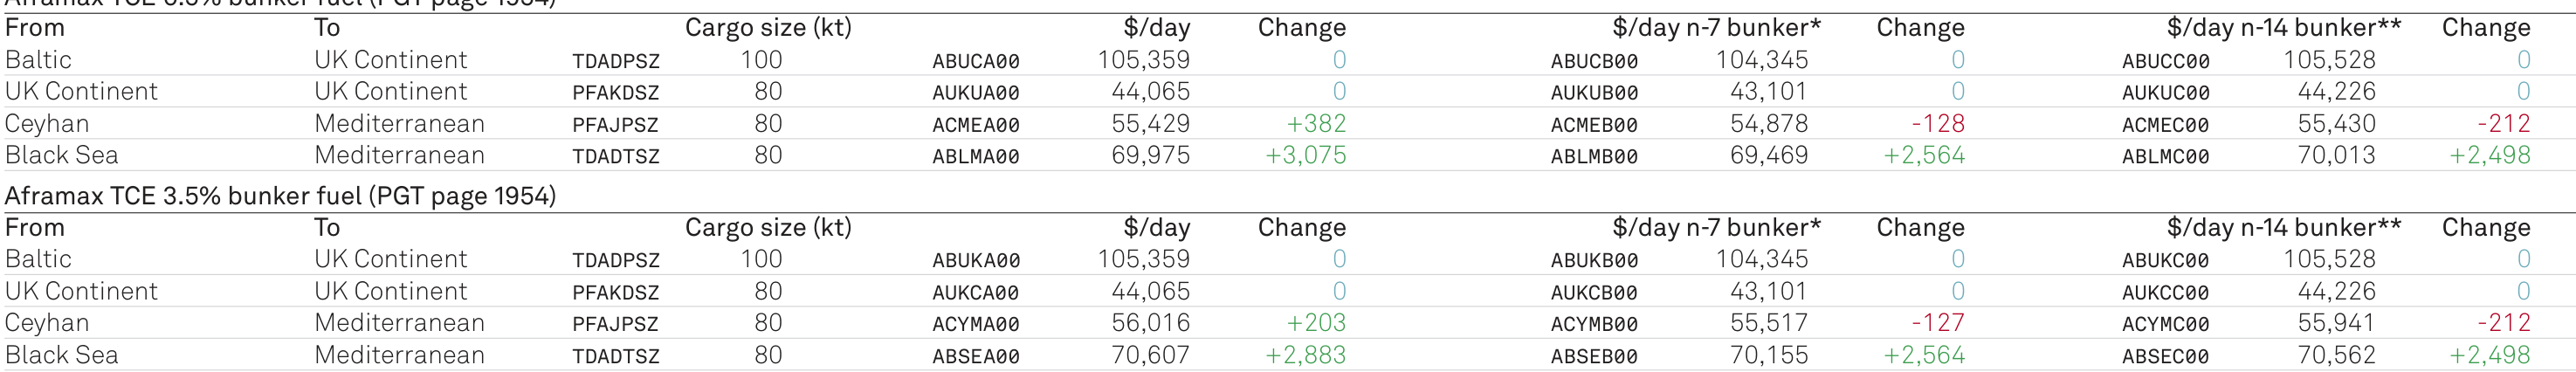 Aframax TCE 3.5% bunker fuel (PGT page 1954)
From To Cargo size (kt) $/day Change $/day n-7 bunker* Change $/day n-14 bunker** Change
Baltic UK Continent TDADPSZ 100 ABUCA00 105,359 0 ABUCB00 104,345 0 ABUCC00 105,528 0
UK Continent UK Continent PFAKDSZ 80 AUKUA00 44,065 0 AUKUB00 43,101 0 AUKUC00 44,226 0
Ceyhan Mediterranean PFAJPSZ 80 ACMEA00 55,429 +382 ACMEB00 54,878 -128 ACMEC00 55,430 -212
Black Sea Mediterranean TDADTSZ 80 ABLMA00 69,975 +3,075 ABLMB00 69,469 +2,564 ABLMC00 70,013 +2,498
Aframax TCE 3.5% bunker fuel (PGT page 1954)
From To Cargo size (kt) $/day Change $/day n-7 bunker* Change $/day n-14 bunker** Change
Baltic UK Continent TDADPSZ 100 ABUKA00 105,359 0 ABUKB00 104,345 0 ABUKC00 105,528 0
UK Continent UK Continent PFAKDSZ 80 AUKCA00 44,065 0 AUKCB00 43,101 0 AUKCC00 44,226 0
Ceyhan Mediterranean PFAJPSZ 80 ACYMA00 56,016 +203 ACYMB00 55,517 -127 ACYMC00 55,941 -212
Black Sea Mediterranean TDADTSZ 80 ABSEA00 70,607 +2,883 ABSEB00 70,155 +2,564 ABSEC00 70,562 +2,498